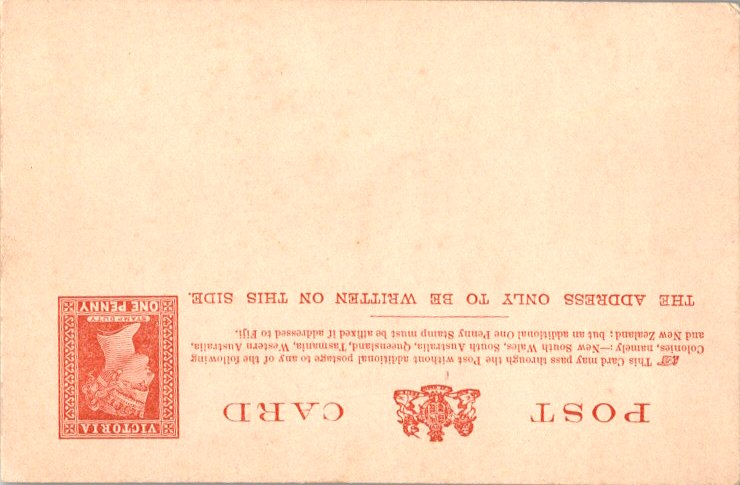 POST CARD
☞ This Card may pass through the Post without additional postage to any of the following
Colonies, namely :—New South Wales, South Australia, Queensland, Tasmania, Western Australia,
and New Zealand; but an additional One Penny Stamp must be affixed if addressed to Fiji.
THE ADDRESS ONLY TO BE WRITTEN ON THIS SIDE.
VICTORIA
STAMP DUTY
ONE PENNY